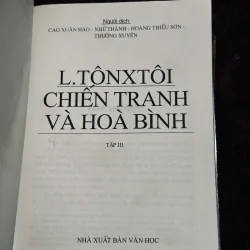 Người dịch:
CAO XUÂN HẠO - NHỮ THÀNH - HOÀNG THIẾU SƠN -
THƯỜNG XUYÊN
L.TÔNXTÔI
CHIẾN TRANH
VÀ HOÀ BÌNH
TẬP III
NHÀ XUẤT BẢN VĂN HỌC